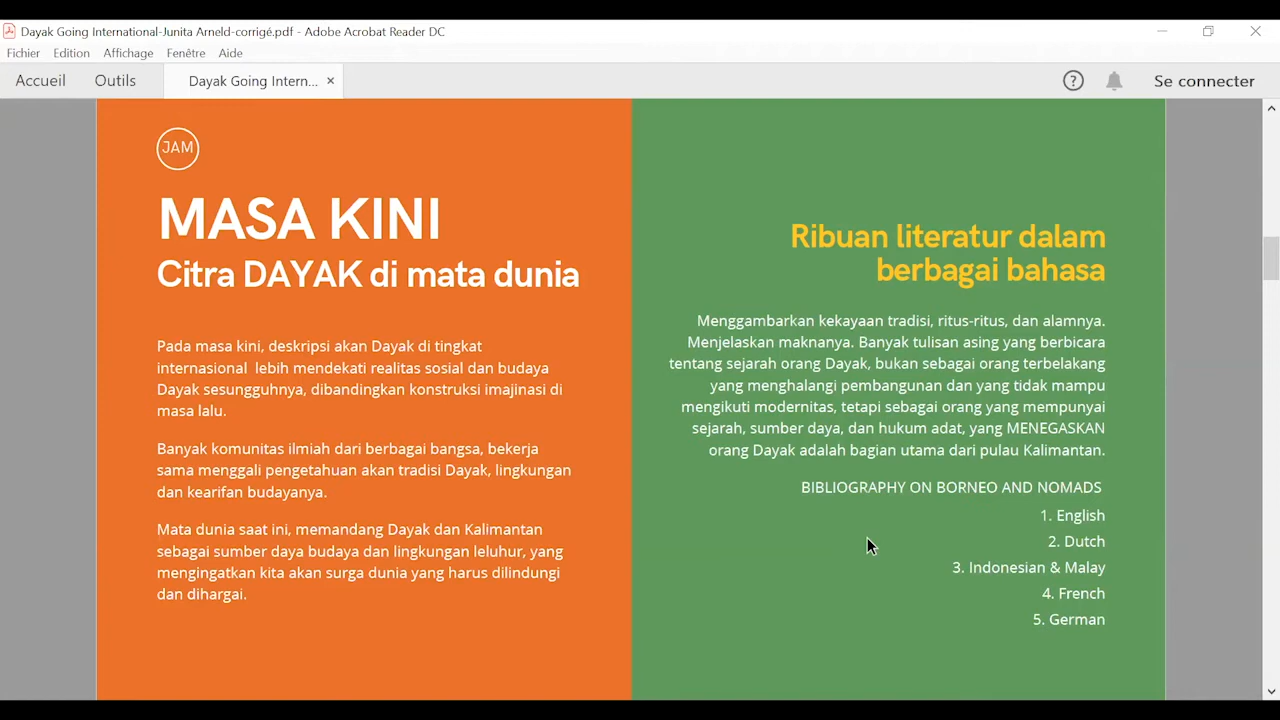 Dayak Going International-Junita Arneld-corrigé.pdf - Adobe Acrobat Reader DC
Fichier Edition Affichage Fenêtre Aide
Accueil Outils Dayak Going Intern... × ? Se connecter
JAM
MASA KINI
Citra DAYAK di mata dunia
Pada masa kini, deskripsi akan Dayak di tingkat
internasional lebih mendekati realitas sosial dan budaya
Dayak sesungguhnya, dibandingkan konstruksi imajinasi di
masa lalu.
Banyak komunitas ilmiah dari berbagai bangsa, bekerja
sama menggali pengetahuan akan tradisi Dayak, lingkungan
dan kearifan budayanya.
Mata dunia saat ini, memandang Dayak dan Kalimantan
sebagai sumber daya budaya dan lingkungan leluhur, yang
mengingatkan kita akan surga dunia yang harus dilindungi
dan dihargai.
Ribuan literatur dalam
berbagai bahasa
Menggambarkan kekayaan tradisi, ritus-ritus, dan alamnya.
Menjelaskan maknanya. Banyak tulisan asing yang berbicara
tentang sejarah orang Dayak, bukan sebagai orang terbelakang
yang menghalangi pembangunan dan yang tidak mampu
mengikuti modernitas, tetapi sebagai orang yang mempunyai
sejarah, sumber daya, dan hukum adat, yang MENEGASKAN
orang Dayak adalah bagian utama dari pulau Kalimantan.
BIBLIOGRAPHY ON BORNEO AND NOMADS
1. English
2. Dutch
3. Indonesian & Malay
4. French
5. German